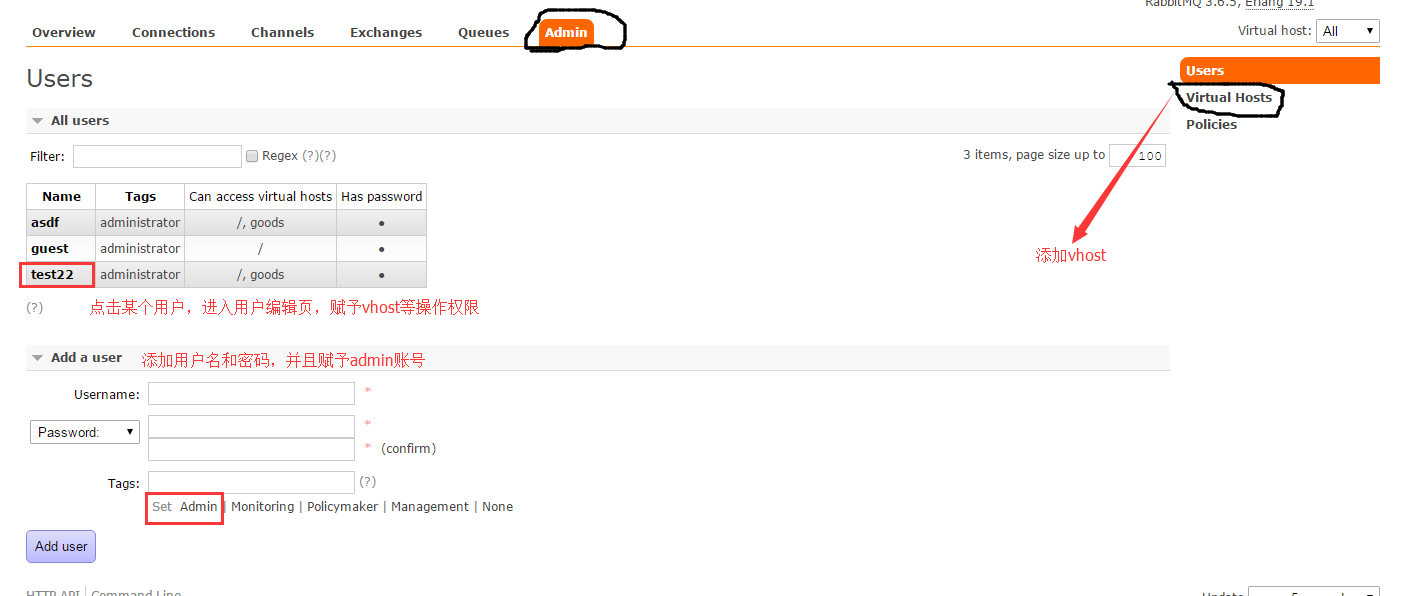 RabbitMQ 3.6.5, Erlang 19.1
Overview Connections Channels Exchanges Queues Admin
Virtual host: All
Users
Users
Virtual Hosts
Policies
All users
Filter: Regex (?)(?)
3 items, page size up to 100
Name Tags Can access virtual hosts Has password
asdf administrator /, goods ●
guest administrator / ●
test22 administrator /, goods ●
添加vhost
(?) 点击某个用户，进入用户编辑页，赋予vhost等操作权限
Add a user 添加用户名和密码，并且赋予admin账号
Username: *
Password: *
* (confirm)
Tags: (?)
Set Admin | Monitoring | Policymaker | Management | None
Add user
HTTP API | Command Line
Update